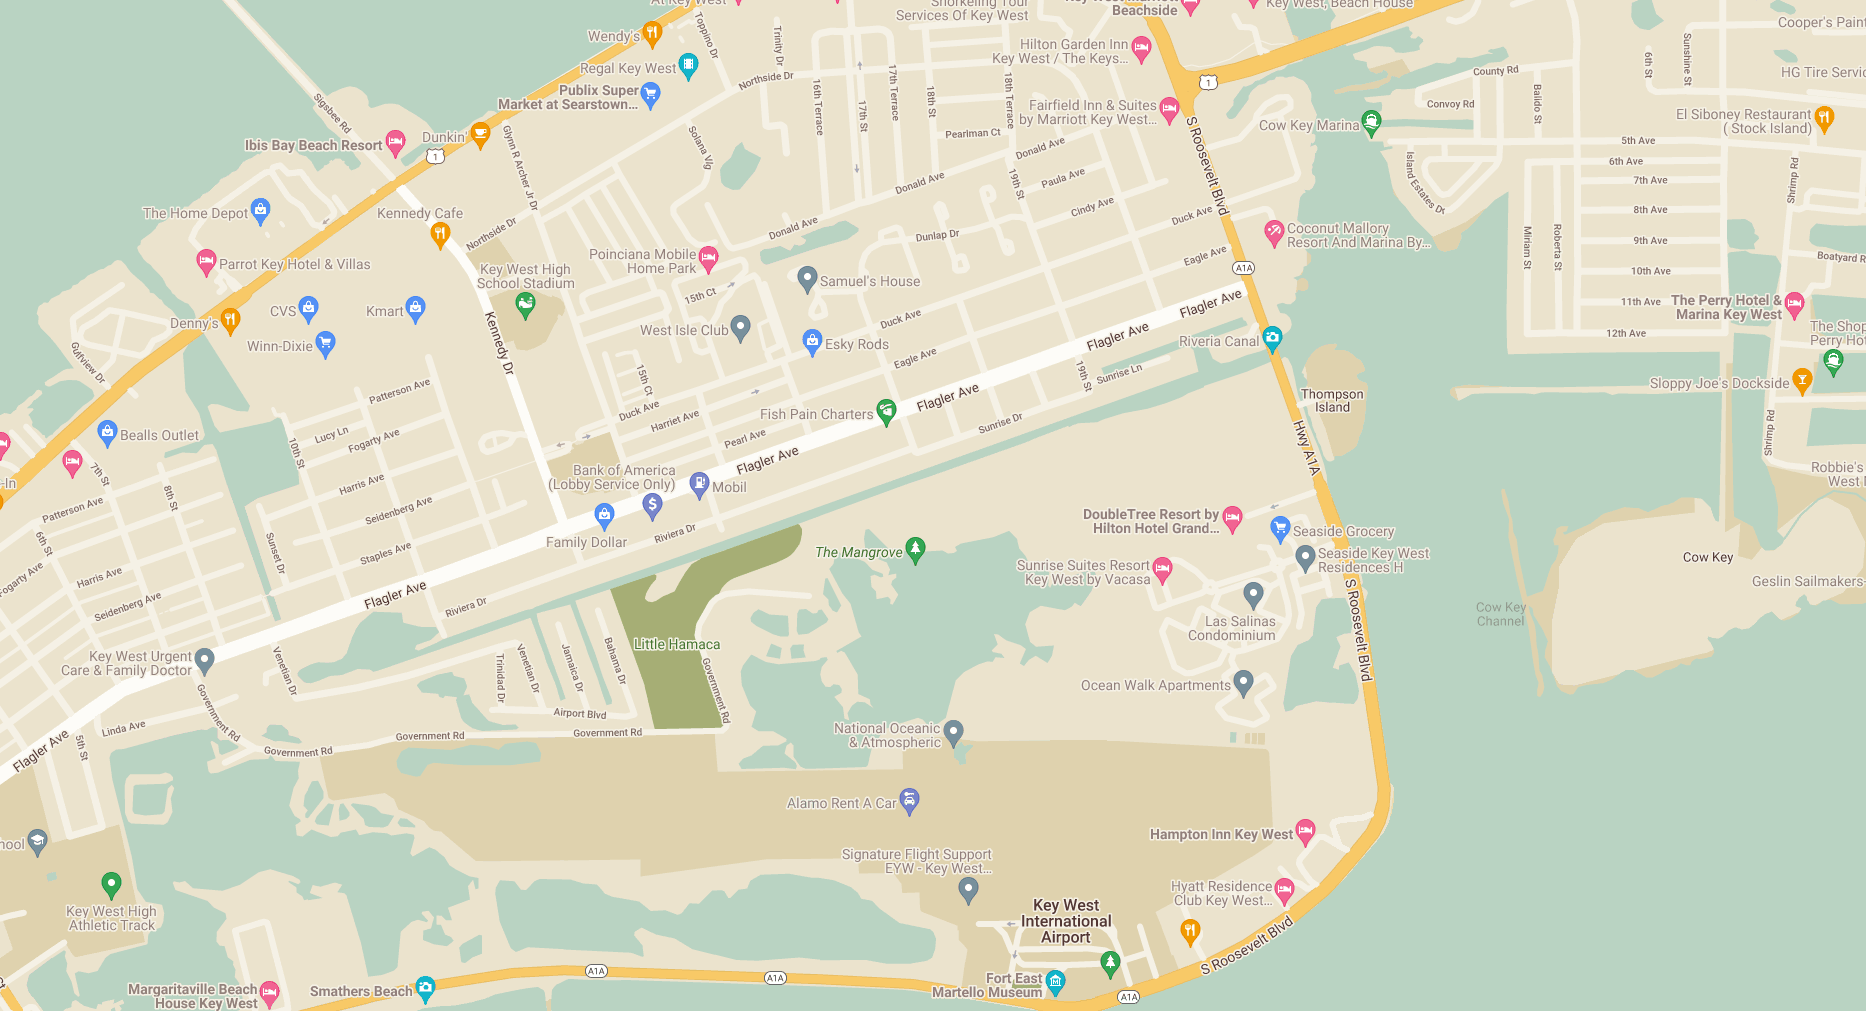 At Key West
Snorkeling Tour
Services Of Key West
Key West Marriott
Beachside
Key West, Beach House
Cooper's Paint
Wendy's
Toppino Dr
Trinity Dr
Hilton Garden Inn
Key West / The Keys...
6th St
Sunshine St
Regal Key West
Northside Dr
16th Terrace
17th St
17th Terrace
18th St
18th Terrace
1
County Rd
HG Tire Servic
Publix Super
Market at Searstown...
Fairfield Inn & Suites
by Marriott Key West...
Convoy Rd
Balido St
El Siboney Restaurant
( Stock Island)
Sigsbee Rd
Dunkin'
Ibis Bay Beach Resort
1
Glynn R Archer Jr Dr
Solana Vlg
Pearlman Ct
Donald Ave
Cow Key Marina
5th Ave
6th Ave
7th Ave
8th Ave
9th Ave
10th Ave
11th Ave
12th Ave
Island Estates Dr
Shrimp Rd
Miriam St
Roberta St
Boatyard R
S Roosevelt Blvd
Paula Ave
19th St
Donald Ave
Cindy Ave
Duck Ave
Donald Ave
Dunlap Dr
Eagle Ave
The Home Depot
Kennedy Cafe
Northside Dr
Parrot Key Hotel & Villas
Poinciana Mobile
Home Park
Coconut Mallory
Resort And Marina By...
A1A
Key West High
School Stadium
Samuel's House
15th Ct
The Perry Hotel &
Marina Key West
CVS
Kmart
Denny's
Winn-Dixie
Kennedy Dr
West Isle Club
Esky Rods
Duck Ave
Eagle Ave
Flagler Ave
Flagler Ave
Riveria Canal
The Shop
Perry Hot
Gulfview Dr
Patterson Ave
15th Ct
19th St
Sunrise Ln
Sloppy Joe's Dockside
Thompson
Island
Duck Ave
Harriet Ave
Fish Pain Charters
Flagler Ave
Sunrise Dr
Pearl Ave
Shrimp Rd
Bealls Outlet
Lucy Ln
Fogarty Ave
10th St
Flagler Ave
Hwy A1A
-In
7th St
8th St
Harris Ave
Bank of America
(Lobby Service Only)
Mobil
Robbie's
West
Patterson Ave
Seidenberg Ave
DoubleTree Resort by
Hilton Hotel Grand...
Seaside Grocery
6th St
Sunset Dr
Staples Ave
Family Dollar
Riviera Dr
The Mangrove
Seaside Key West
Residences H
Cow Key
Fogarty Ave
Harris Ave
Sunrise Suites Resort
Key West by Vacasa
Geslin Sailmakers
Seidenberg Ave
Flagler Ave
Riviera Dr
Las Salinas
Condominium
S Roosevelt Blvd
Cow Key
Channel
Little Hamaca
Key West Urgent
Care & Family Doctor
Venetian Dr
Trinidad Dr
Venetian Dr
Jamaica Dr
Bahama Dr
Government Rd
Ocean Walk Apartments
Government Rd
Airport Blvd
Linda Ave
5th St
Flagler Ave
Government Rd
Government Rd
Government Rd
National Oceanic
& Atmospheric
Alamo Rent A Car
Hampton Inn Key West
hool
Signature Flight Support
EYW - Key West...
Hyatt Residence
Club Key West...
Key West High
Athletic Track
Key West
International
Airport
S Roosevelt Blvd
A1A
A1A
Fort East
Martello Museum
A1A
Margaritaville Beach
House Key West
Smathers Beach